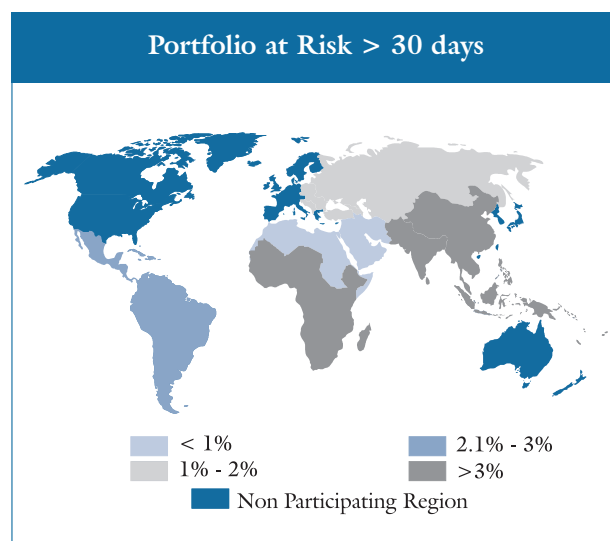 Portfolio at Risk > 30 days
< 1%
2.1% - 3%
1% - 2%
>3%
Non Participating Region